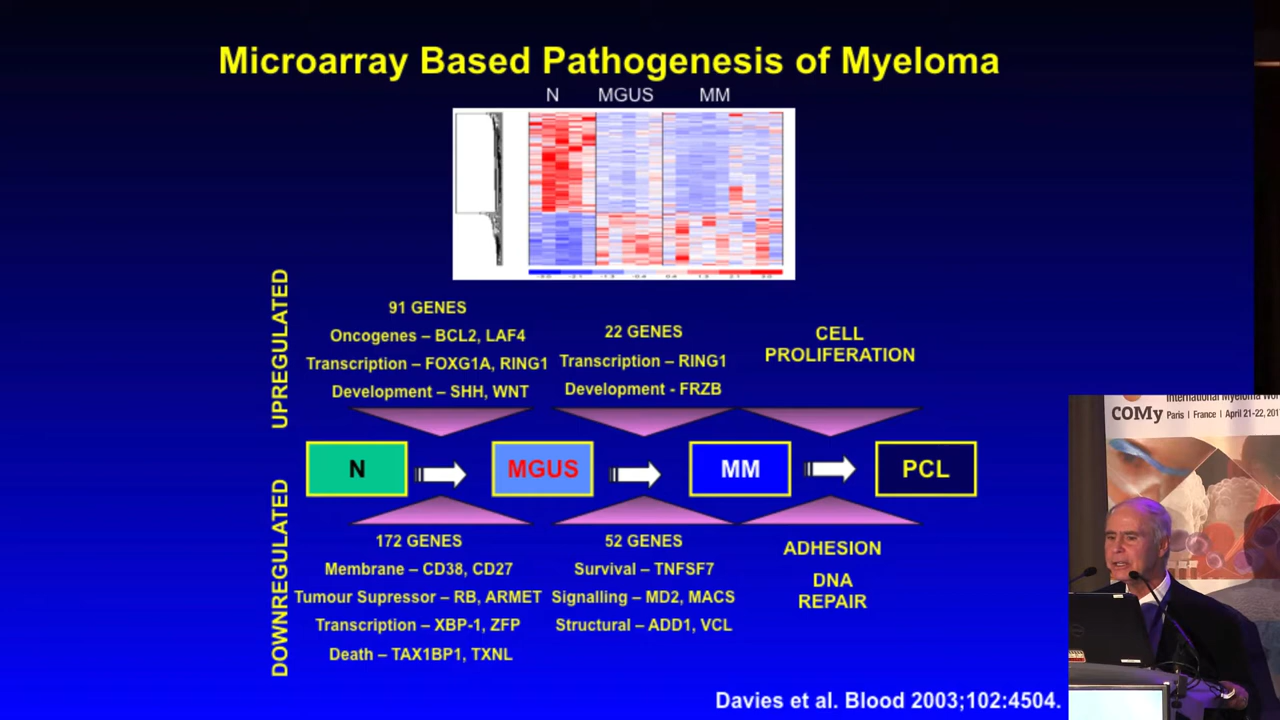 Microarray Based Pathogenesis of Myeloma
N MGUS MM
UPREGULATED
91 GENES
Oncogenes – BCL2, LAF4
Transcription – FOXG1A, RING1
Development – SHH, WNT
22 GENES
Transcription – RING1
Development - FRZB
CELL
PROLIFERATION
N
MGUS
MM
PCL
DOWNREGULATED
172 GENES
Membrane – CD38, CD27
Tumour Supressor – RB, ARMET
Transcription – XBP-1, ZFP
Death – TAX1BP1, TXNL
52 GENES
Survival – TNFSF7
Signalling – MD2, MACS
Structural – ADD1, VCL
ADHESION
DNA
REPAIR
Davies et al. Blood 2003;102:4504.
International Myeloma
COMy
Paris | France | April 21-22,